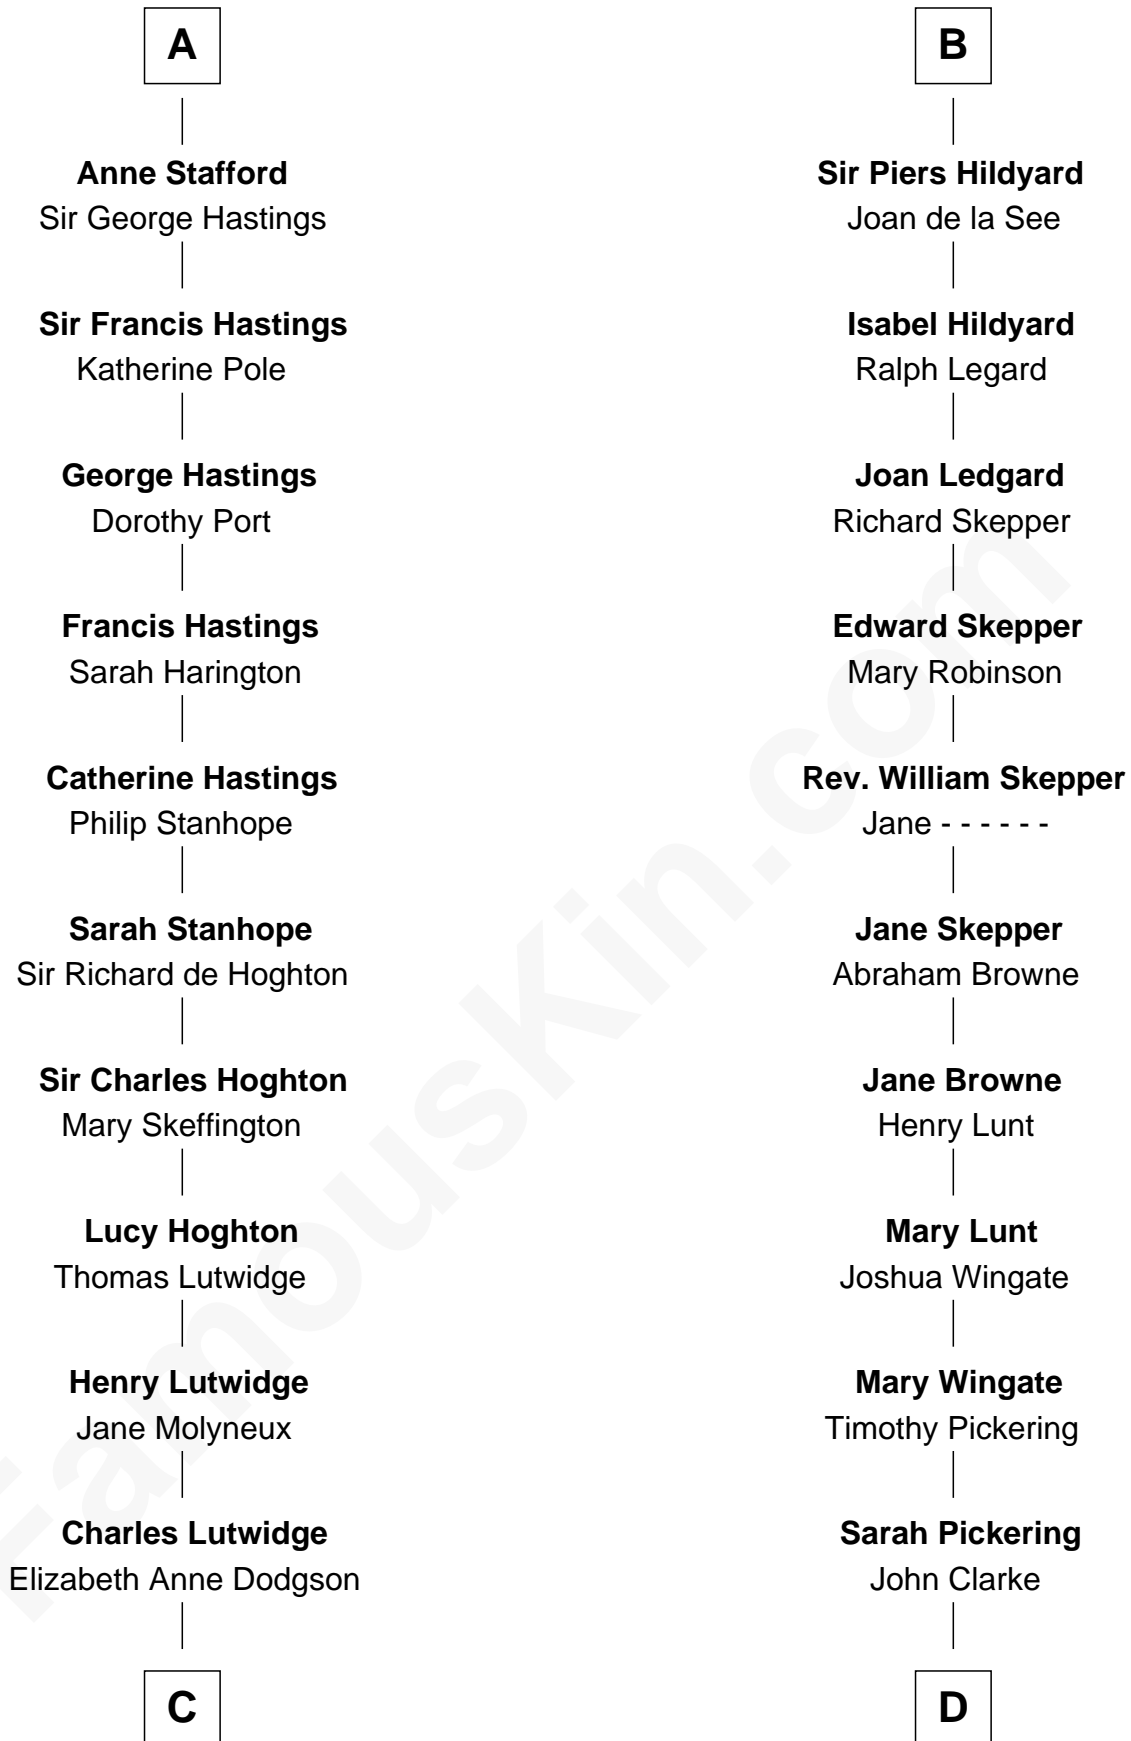 A
Anne Stafford
Sir George Hastings
Sir Francis Hastings
Katherine Pole
George Hastings
Dorothy Port
Francis Hastings
Sarah Harington
Catherine Hastings
Philip Stanhope
Sarah Stanhope
Sir Richard de Hoghton
Sir Charles Hoghton
Mary Skeffington
Lucy Hoghton
Thomas Lutwidge
Henry Lutwidge
Jane Molyneux
Charles Lutwidge
Elizabeth Anne Dodgson
C
B
Sir Piers Hildyard
Joan de la See
Isabel Hildyard
Ralph Legard
Joan Ledgard
Richard Skepper
Edward Skepper
Mary Robinson
Rev. William Skepper
Jane - - - - - -
Jane Skepper
Abraham Browne
Jane Browne
Henry Lunt
Mary Lunt
Joshua Wingate
Mary Wingate
Timothy Pickering
Sarah Pickering
John Clarke
D
FamousKin.com